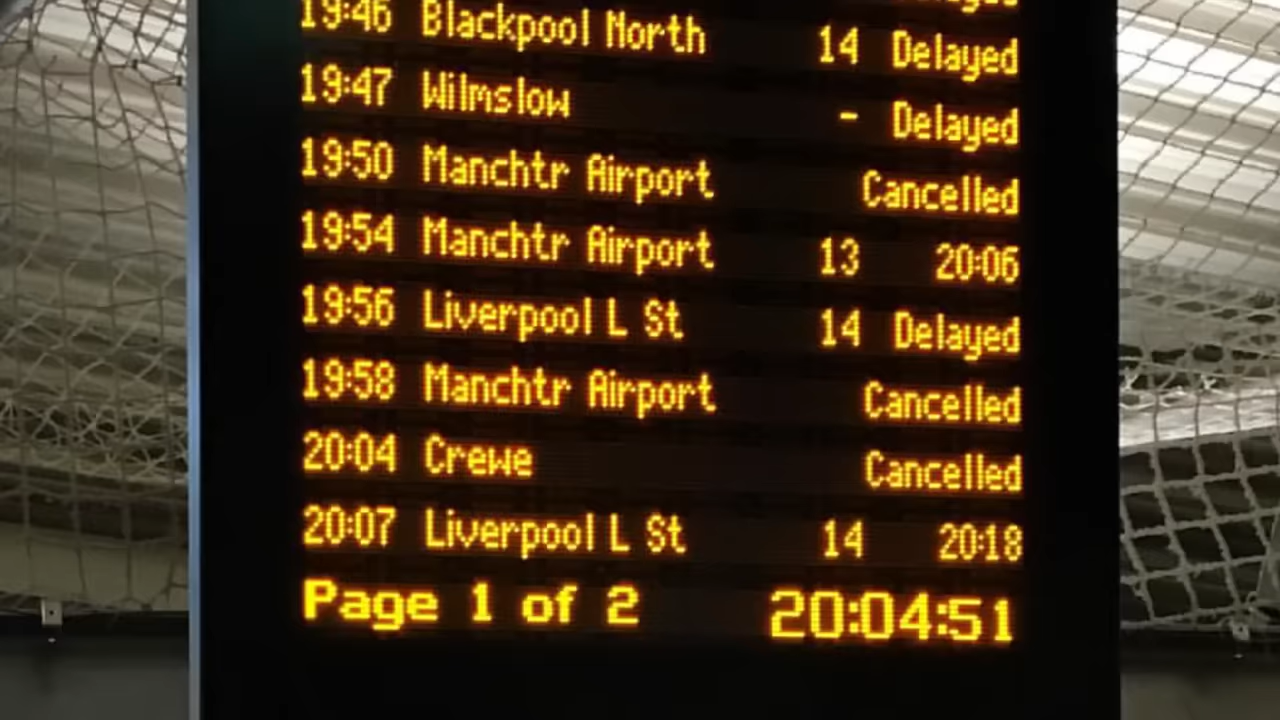 19:46 Blackpool North 14 Delayed
19:47 Wilmslow - Delayed
19:50 Manchtr Airport Cancelled
19:54 Manchtr Airport 13 20:06
19:56 Liverpool L St 14 Delayed
19:58 Manchtr Airport Cancelled
20:04 Crewe Cancelled
20:07 Liverpool L St 14 20:18
Page 1 of 2 20:04:51